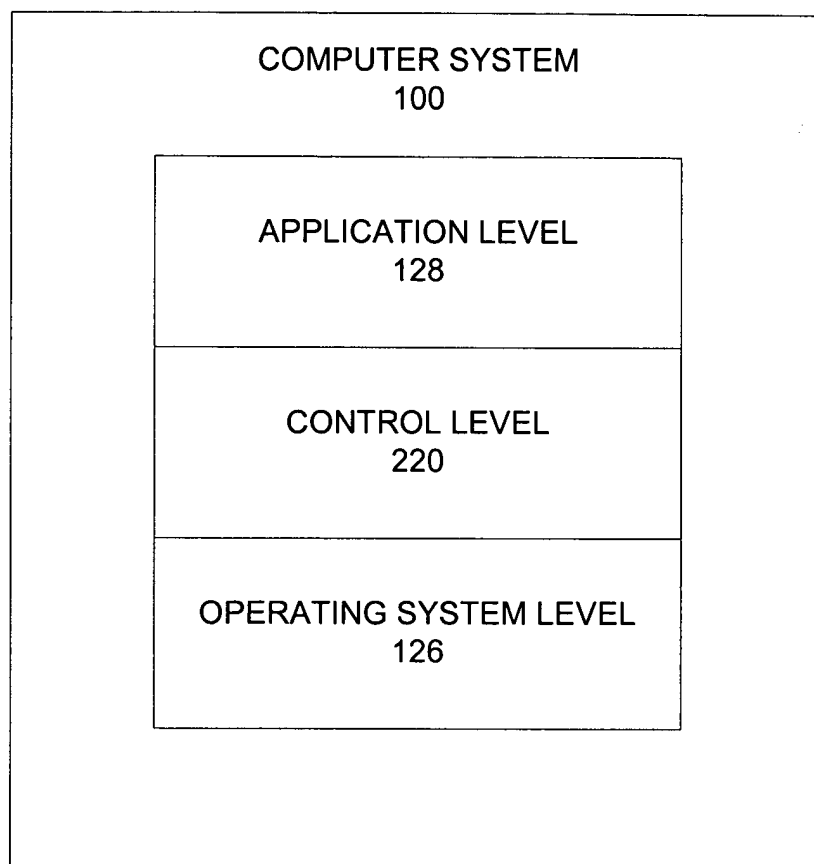 COMPUTER SYSTEM
100
APPLICATION LEVEL
128
CONTROL LEVEL
220
OPERATING SYSTEM LEVEL
126